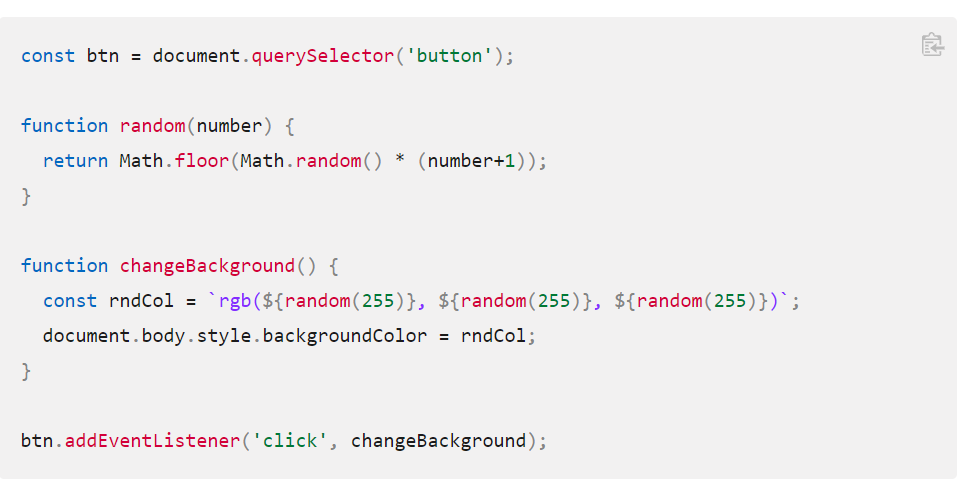 const btn = document.querySelector('button');
function random(number) {
  return Math.floor(Math.random() * (number+1));
}
function changeBackground() {
  const rndCol = `rgb(${random(255)}, ${random(255)}, ${random(255)})`;
  document.body.style.backgroundColor = rndCol;
}
btn.addEventListener('click', changeBackground);